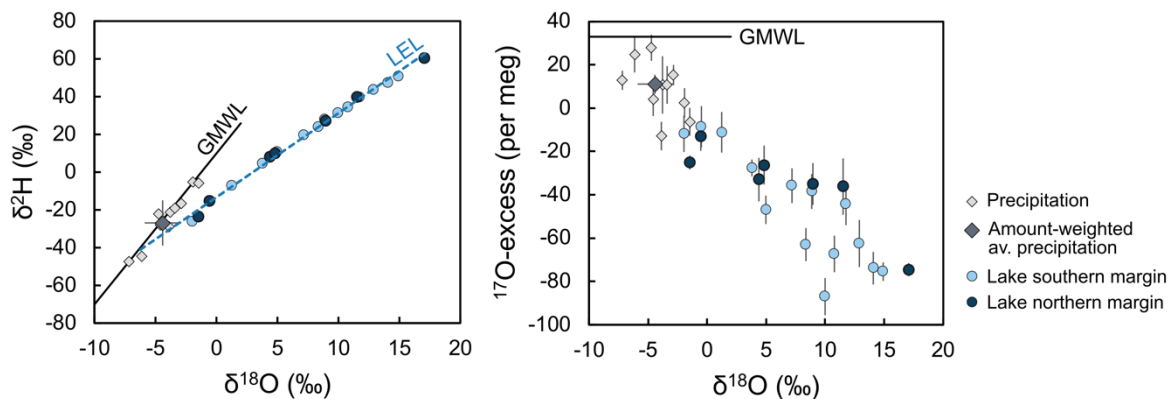 80
60
40
20
0
-20
-40
-60
-80
δ²H (‰)
GMWL
LEL
-10 -5 0 5 10 15 20
δ¹⁸O (‰)
40
20
0
-20
-40
-60
-80
-100
¹⁷O-excess (per meg)
GMWL
-10 -5 0 5 10 15 20
δ¹⁸O (‰)
Precipitation
Amount-weighted
av. precipitation
Lake southern margin
Lake northern margin